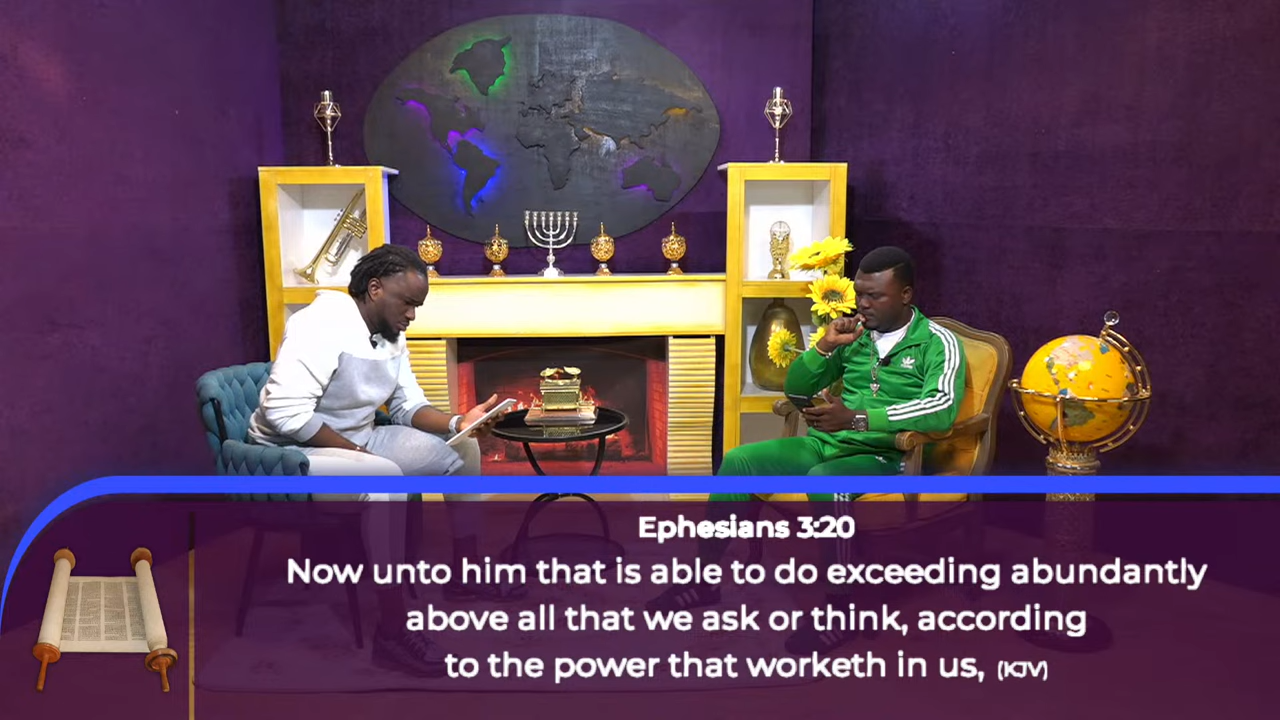 Ephesians 3:20
Now unto him that is able to do exceeding abundantly
above all that we ask or think, according
to the power that worketh in us, (KJV)